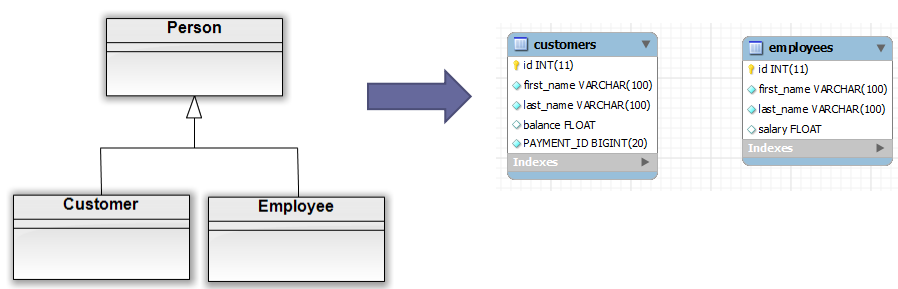 Person
Customer
Employee
customers
id INT(11)
first_name VARCHAR(100)
last_name VARCHAR(100)
balance FLOAT
PAYMENT_ID BIGINT(20)
Indexes
employees
id INT(11)
first_name VARCHAR(100)
last_name VARCHAR(100)
salary FLOAT
Indexes